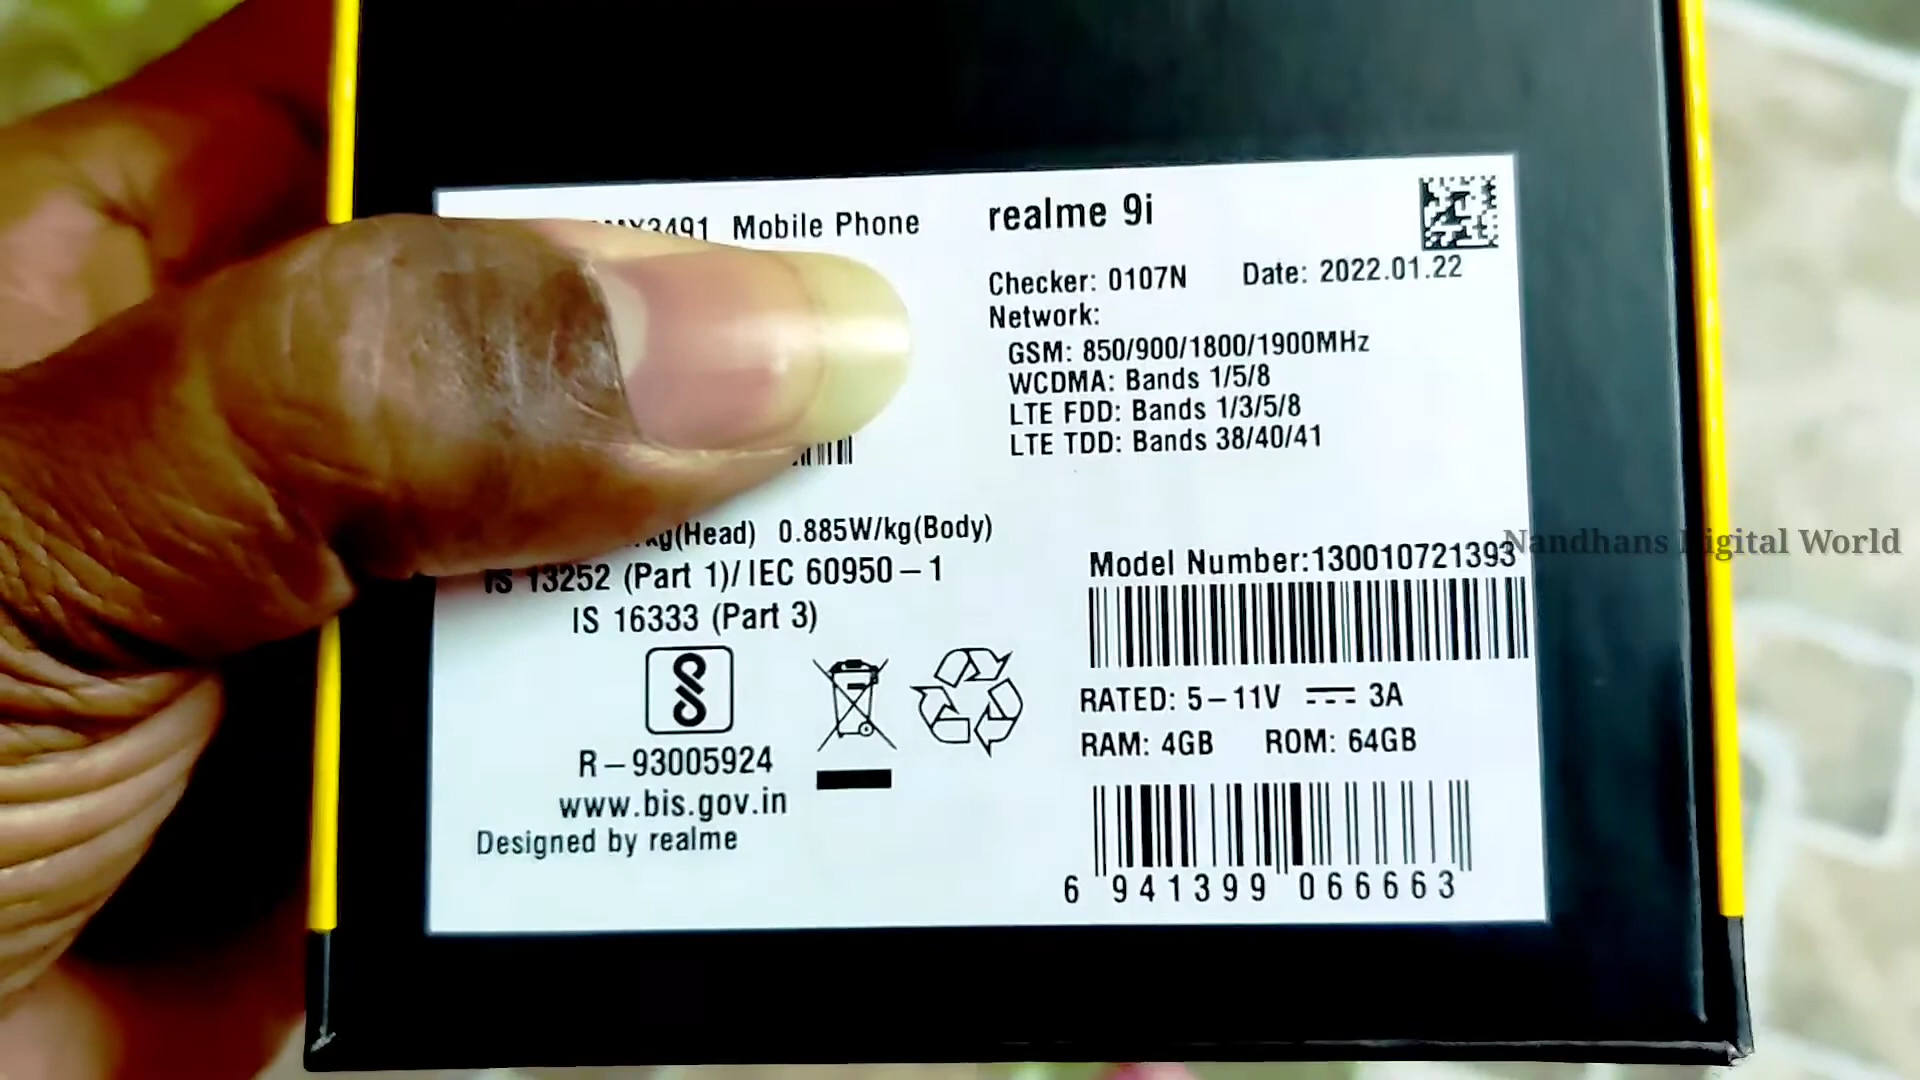 Mobile Phone
realme 9i
Checker: 0107N Date: 2022.01.22
Network:
GSM: 850/900/1800/1900MHz
WCDMA: Bands 1/5/8
LTE FDD: Bands 1/3/5/8
LTE TDD: Bands 38/40/41
(Head) 0.885W/kg(Body)
IS 13252 (Part 1)/IEC 60950-1
IS 16333 (Part 3)
R-93005924
www.bis.gov.in
Designed by realme
Model Number:130010721393
RATED: 5-11V ⎓ 3A
RAM: 4GB ROM: 64GB
6 941399 066663
Nandhans Digital World